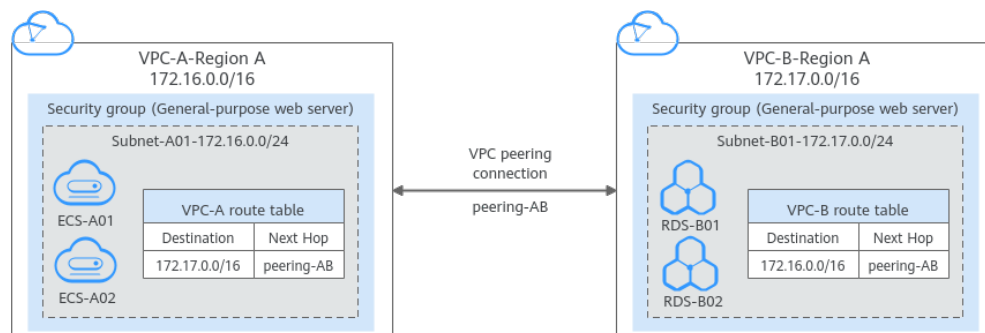 VPC-A-Region A
172.16.0.0/16
Security group (General-purpose web server)
Subnet-A01-172.16.0.0/24
ECS-A01
ECS-A02
VPC-A route table
Destination Next Hop
172.17.0.0/16 peering-AB
VPC peering
connection
peering-AB
VPC-B-Region A
172.17.0.0/16
Security group (General-purpose web server)
Subnet-B01-172.17.0.0/24
RDS-B01
RDS-B02
VPC-B route table
Destination Next Hop
172.16.0.0/16 peering-AB